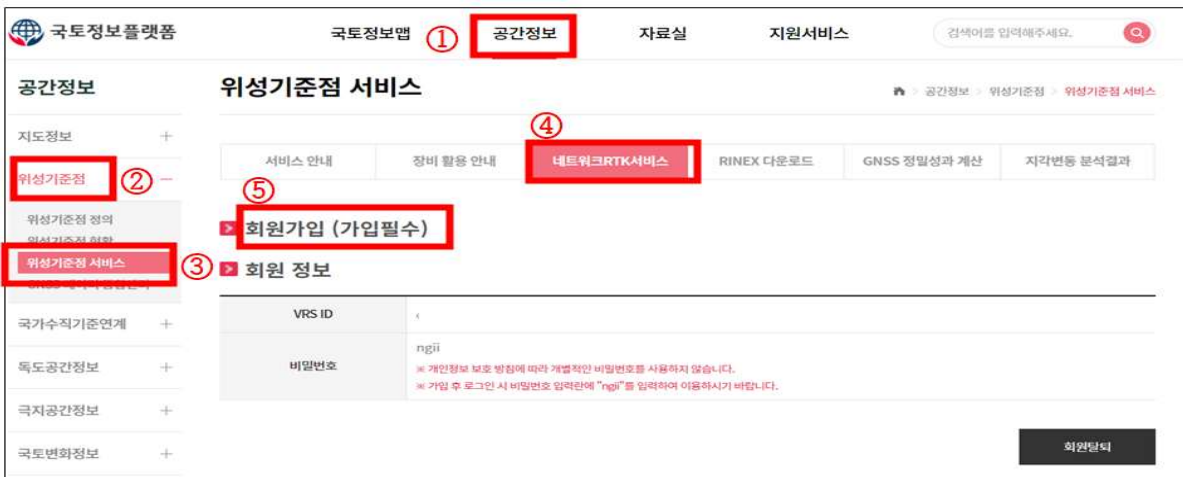 국토정보플랫폼
국토정보맵 ① 공간정보 자료실 지원서비스 검색어를 입력해주세요.
공간정보
지도정보 +
위성기준점 ② −
위성기준점 정의
위성기준점 현황
위성기준점 서비스 ③
국가수직기준연계 +
독도공간정보 +
극지공간정보 +
국토변화정보 +
위성기준점 서비스
공간정보 > 위성기준점 > 위성기준점 서비스
④
서비스 안내 장비 활용 안내 네트워크RTK서비스 RINEX 다운로드 GNSS 정밀성과 계산 지각변동 분석결과
⑤
회원가입 (가입필수)
회원 정보
VRS ID ‹
비밀번호 ngii
※ 개인정보 보호 방침에 따라 개별적인 비밀번호를 사용하지 않습니다.
※ 가입 후 로그인 시 비밀번호 입력란에 "ngii"를 입력하여 이용하시기 바랍니다.
회원탈퇴